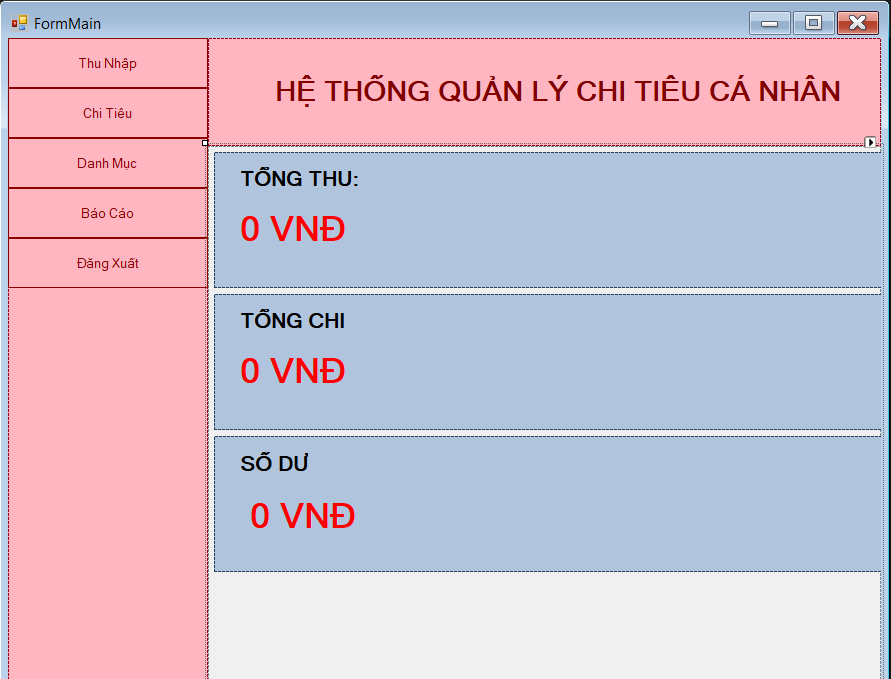 FormMain
Thu Nhập
Chi Tiêu
Danh Mục
Báo Cáo
Đăng Xuất
HỆ THỐNG QUẢN LÝ CHI TIÊU CÁ NHÂN
TỔNG THU:
0 VNĐ
TỔNG CHI
0 VNĐ
SỐ DƯ
0 VNĐ